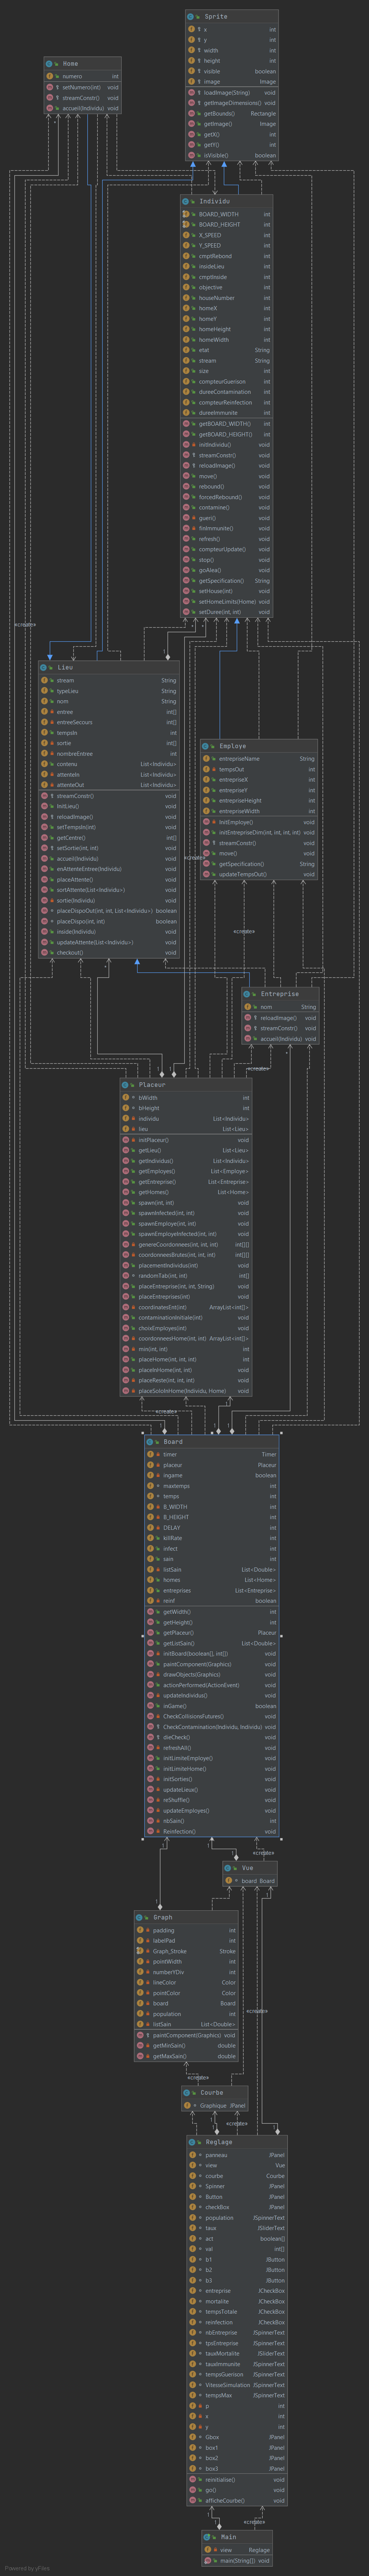 Sprite
x int
y int
width int
height int
visible boolean
image Image
loadImage(String) void
getImageDimensions() void
getBounds() Rectangle
getImage() Image
getX() int
getY() int
isVisible() boolean
Home
numero int
setNumero(int) void
streamConstr() void
accueil(Individu) void
Individu
BOARD_WIDTH int
BOARD_HEIGHT int
X_SPEED int
Y_SPEED int
cmptRebond int
insideLieu int
cmptInside int
objective int
houseNumber int
homeX int
homeY int
homeHeight int
homeWidth int
etat String
stream String
size int
compteurGuerison int
dureeContamination int
compteurReinfection int
dureeImmunite int
getBOARD_WIDTH() int
getBOARD_HEIGHT() int
initIndividu() void
streamConstr() void
reloadImage() void
move() void
rebound() void
forcedRebound() void
contamine() void
gueri() void
finImmunite() void
refresh() void
compteurUpdate() void
stop() void
goAlea() void
getSpecification() String
setHouse(int) void
setHomeLimits(Home) void
setDuree(int, int) void
«create»
Lieu
stream String
typeLieu String
nom String
entree int[]
entreeSecours int[]
tempsIn int
sortie int[]
nombreEntree int
contenu List<Individu>
attenteIn List<Individu>
attenteOut List<Individu>
streamConstr() void
InitLieu() void
reloadImage() void
setTempsIn(int) void
getCentre() int[]
setSortie(int, int) void
accueil(Individu) void
enAttenteEntree(Individu) void
placeAttente() void
sortAttente(List<Individu>) void
sortie(Individu) void
placeDispoOut(int, int, List<Individu>) boolean
placeDispo(int, int) boolean
inside(Individu) void
updateAttente(List<Individu>) void
checkout() void
Employe
entrepriseName String
tempsOut int
entrepriseX int
entrepriseY int
entrepriseHeight int
entrepriseWidth int
InitEmploye() void
initEntrepriseDim(int, int, int, int) void
streamConstr() void
move() void
getSpecification() String
updateTempsOut() void
«create»
«create»
Entreprise
nom String
reloadImage() void
streamConstr() void
accueil(Individu) void
«create»
Placeur
bWidth int
bHeight int
individu List<Individu>
lieu List<Lieu>
initPlaceur() void
getLieu() List<Lieu>
getIndividus() List<Individu>
getEmployes() List<Employe>
getEntreprise() List<Entreprise>
getHomes() List<Home>
spawn(int, int) void
spawnInfected(int, int) void
spawnEmploye(int, int) void
spawnEmployeInfected(int, int) void
genereCoordonnees(int, int, int) int[][]
coordonneesBrutes(int, int, int) int[][]
placementIndividus(int) void
randomTab(int, int) int[]
placeEntreprise(int, int, String) void
placeEntreprises(int) void
coordinatesEnt(int) ArrayList<int[]>
contaminationInitiale(int) void
choixEmployes(int) void
coordonneesHome(int, int) ArrayList<int[]>
min(int, int) int
placeHome(int, int, int) int
placeInHome(int) void
placeReste(int, int, int) void
placeSoloInHome(Individu, Home) void
«create»
Board
timer Timer
placeur Placeur
ingame boolean
maxtemps int
temps int
B_WIDTH int
B_HEIGHT int
DELAY int
killRate int
infect int
sain int
listSain List<Double>
homes List<Home>
entreprises List<Entreprise>
reinf boolean
getWidth() int
getHeight() int
getPlaceur() Placeur
getListSain() List<Double>
initBoard(boolean[], int[]) void
paintComponent(Graphics) void
drawObjects(Graphics) void
actionPerformed(ActionEvent) void
updateIndividus() void
inGame() boolean
CheckCollisionsFutures() void
CheckContamination(Individu, Individu) void
dieCheck() void
refreshAll() void
initLimiteEmploye() void
initLimiteHome() void
initSorties() void
updateLieux() void
reShuffle() void
updateEmployes() void
nbSain() int
Reinfection() void
«create»
Vue
board Board
Graph
padding int
labelPad int
Graph_Stroke Stroke
pointWidth int
numberYDiv int
lineColor Color
pointColor Color
board Board
population int
listSain List<Double>
paintComponent(Graphics) void
getMinSain() double
getMaxSain() double
«create»
«create»
Courbe
Graphique JPanel
«create»
Reglage
panneau JPanel
view Vue
courbe Courbe
Spinner JPanel
Button JPanel
checkBox JPanel
population JSpinnerText
taux JSliderText
act boolean[]
val int[]
b1 JButton
b2 JButton
b3 JButton
entreprise JCheckBox
mortalite JCheckBox
tempsTotale JCheckBox
reinfection JCheckBox
nbEntreprise JSpinnerText
tpsEntreprise JSpinnerText
tauxMortalite JSliderText
tauxImmunite JSpinnerText
tempsGuerison JSpinnerText
VitesseSimulation JSpinnerText
tempsMax JSpinnerText
p int
x int
y int
Gbos JPanel
box1 JPanel
box2 JPanel
box3 JPanel
reinitialise() void
go() void
afficheCourbe() void
«create»
Main
view Reglage
main(String[]) void
Powered by yFiles